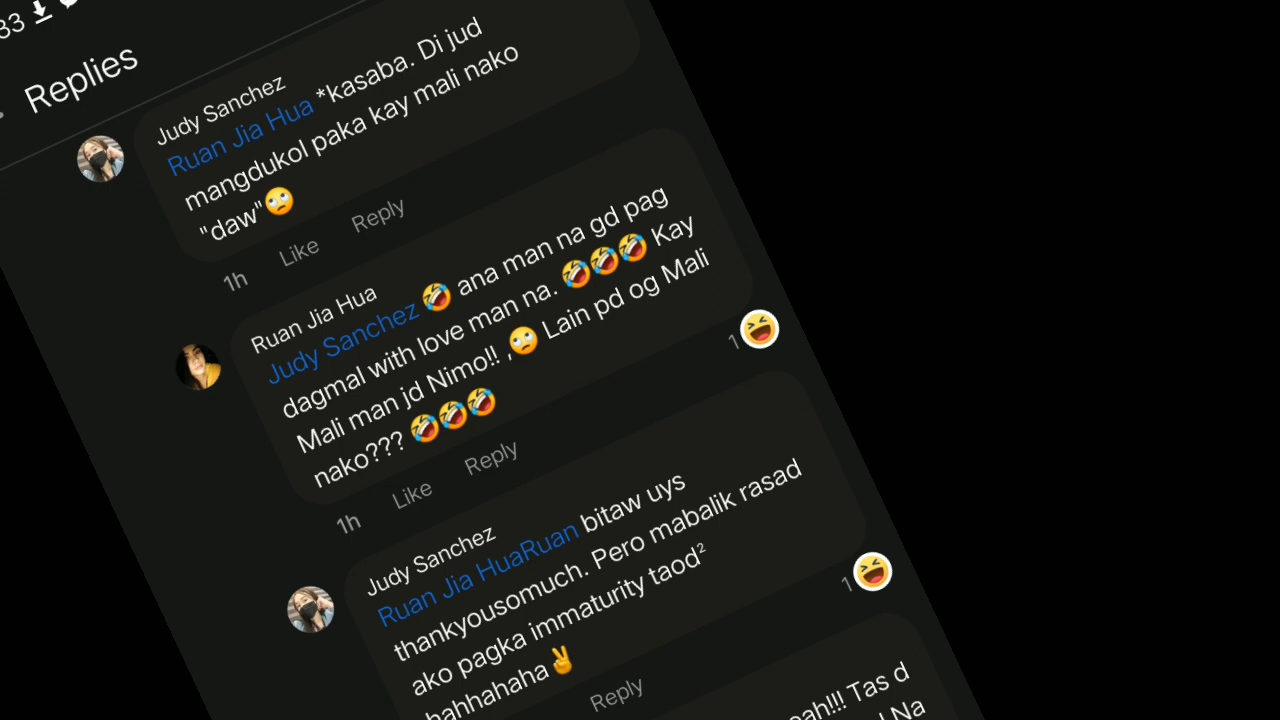 33
Replies
Judy Sanchez
Ruan Jia Hua *kasaba. Di jud
mangdukol paka kay mali nako
"daw"🙄
1h Like Reply
Ruan Jia Hua
Judy Sanchez 🤣 ana man na gd pag
dagmal with love man na. 🤣🤣🤣 Kay
Mali man jd Nimo!! ,🙄 Lain pd og Mali
nako??? 🤣🤣🤣
1
1h Like Reply
Judy Sanchez
Ruan Jia HuaRuan bitaw uys
thankyousomuch. Pero mabalik rasad
ako pagka immaturity taod²
hahhahaha✌
1
Reply
Tas d
Na